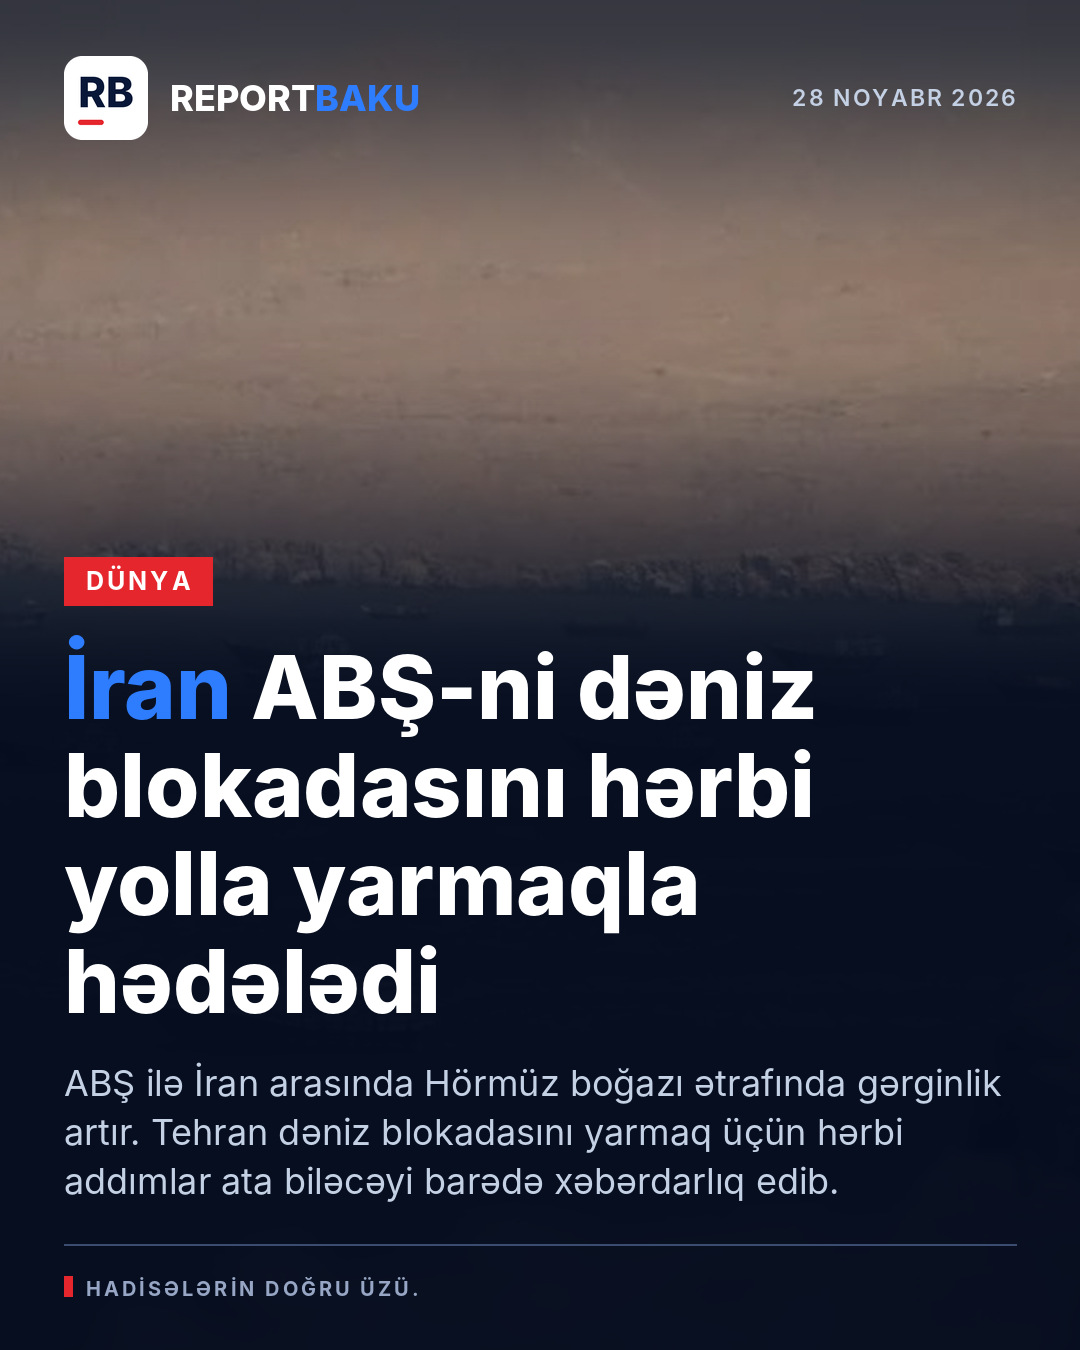 RB
REPORTBAKU
28 NOYABR 2026
DÜNYA
İran ABŞ-ni dəniz
blokadasını hərbi
yolla yarmaqla
hədələdi
ABŞ ilə İran arasında Hörmüz boğazı ətrafında gərginlik
artır. Tehran dəniz blokadasını yarmaq üçün hərbi
addımlar ata biləcəyi barədə xəbərdarlıq edib.
HADİSƏLƏRİN DOĞRU ÜZÜ.